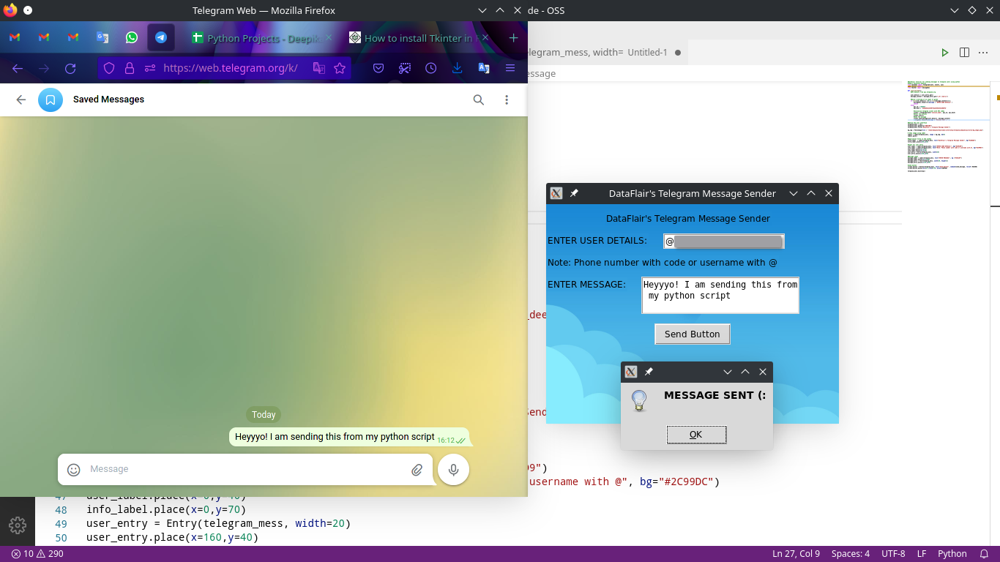 Telegram Web — Mozilla Firefox
de - OSS
Python Projects - Deepik
How to install Tkinter in
https://web.telegram.org/k/
elegram_mess, width= Untitled-1
essage
Saved Messages
Today
Heyyyo! I am sending this from my python script 16:12
Message
DataFlair's Telegram Message Sender
DataFlair's Telegram Message Sender
ENTER USER DETAILS: @
Note: Phone number with code or username with @
ENTER MESSAGE: Heyyyo! I am sending this from
my python script
Send Button
MESSAGE SENT (:
OK
_dee
Send
99")
username with @", bg="#2C99DC")
47 user_label.place(x=0,y=40)
48 info_label.place(x=0,y=70)
49 user_entry = Entry(telegram_mess, width=20)
50 user_entry.place(x=160,y=40)
10 290 Ln 27, Col 9 Spaces: 4 UTF-8 LF Python